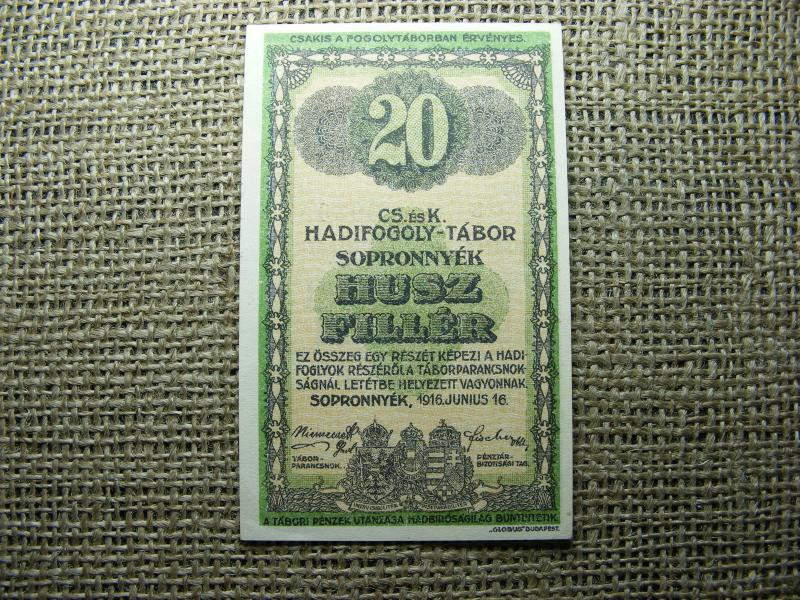 CSAKIS A FOGOLYTÁBORBAN ÉRVÉNYES.
20
CS. ÉS K.
HADIFOGOLY-TÁBOR
SOPRONNYÉK
HUSZ
FILLÉR
EZ ÖSSZEG EGY RÉSZÉT KÉPEZI A HADI-
FOGLYOK RÉSZÉRŐL A TÁBORPARANCSNOK-
SÁGNÁL LETÉTBE HELYEZETT VAGYONNAK.
SOPRONNYÉK, 1916. JUNIUS 16.
TÁBOR-
PARANCSNOK.
PÉNZTÁR-
BIZOTTSÁGI TAG.
A TÁBORI PÉNZEK UTÁNZÁSA HADBIRÓSÁGILAG BÜNTETTETIK
„GLOBUS" BUDAPEST.